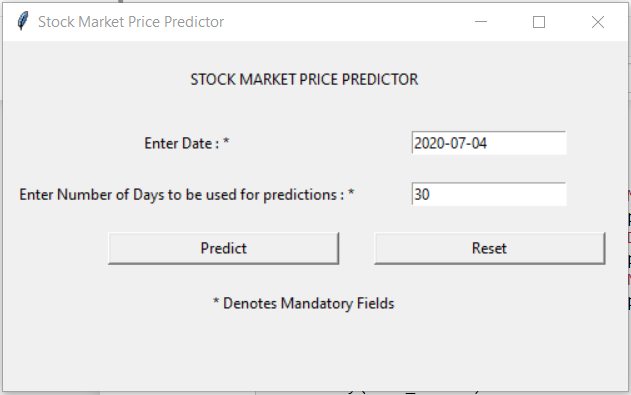 Stock Market Price Predictor
STOCK MARKET PRICE PREDICTOR
Enter Date : * 2020-07-04
Enter Number of Days to be used for predictions : * 30
Predict Reset
* Denotes Mandatory Fields